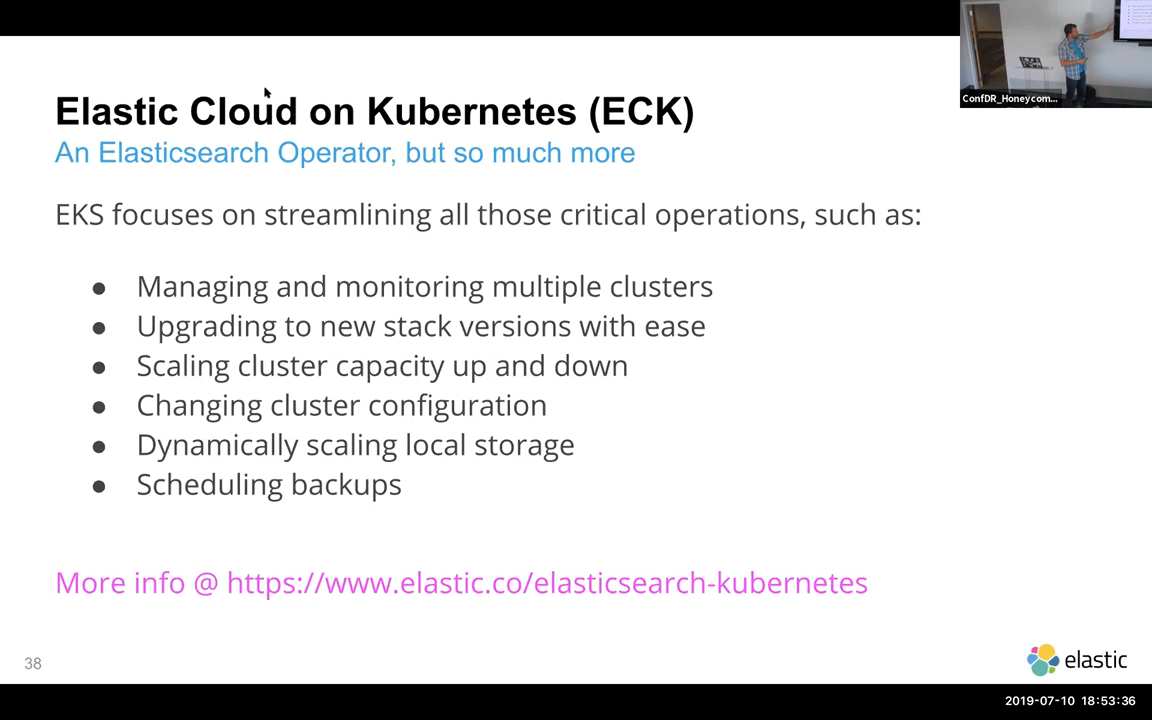 ConfDR_Honeycom...
Elastic Cloud on Kubernetes (ECK)
An Elasticsearch Operator, but so much more
EKS focuses on streamlining all those critical operations, such as:
● Managing and monitoring multiple clusters
● Upgrading to new stack versions with ease
● Scaling cluster capacity up and down
● Changing cluster configuration
● Dynamically scaling local storage
● Scheduling backups
More info @ https://www.elastic.co/elasticsearch-kubernetes
38
elastic
2019-07-10 18:53:36